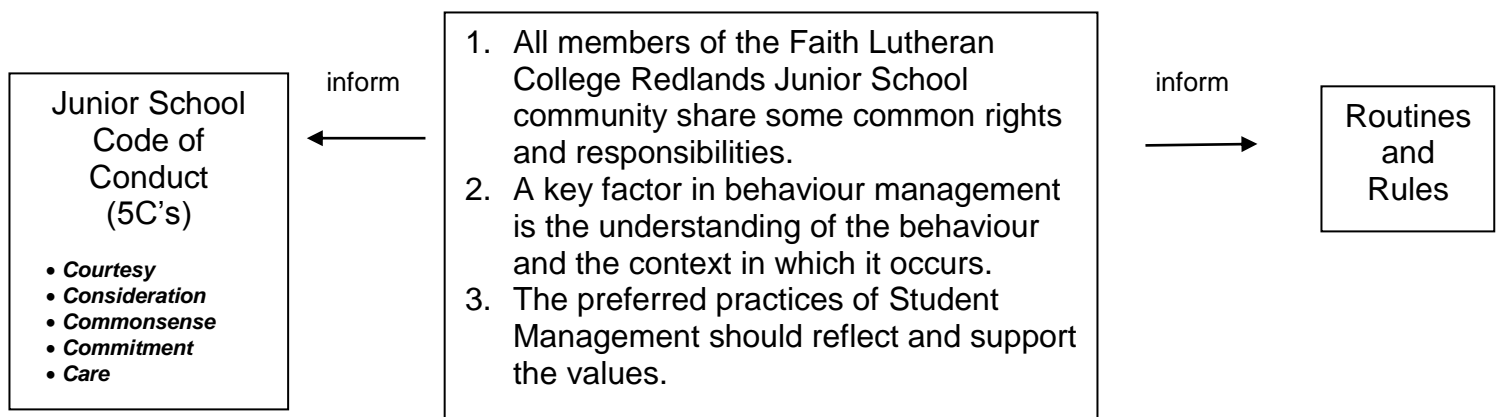 Junior School
Code of
Conduct
(5C's)
• Courtesy
• Consideration
• Commonsense
• Commitment
• Care
inform
1. All members of the Faith Lutheran
College Redlands Junior School
community share some common rights
and responsibilities.
2. A key factor in behaviour management
is the understanding of the behaviour
and the context in which it occurs.
3. The preferred practices of Student
Management should reflect and support
the values.
inform
Routines
and
Rules